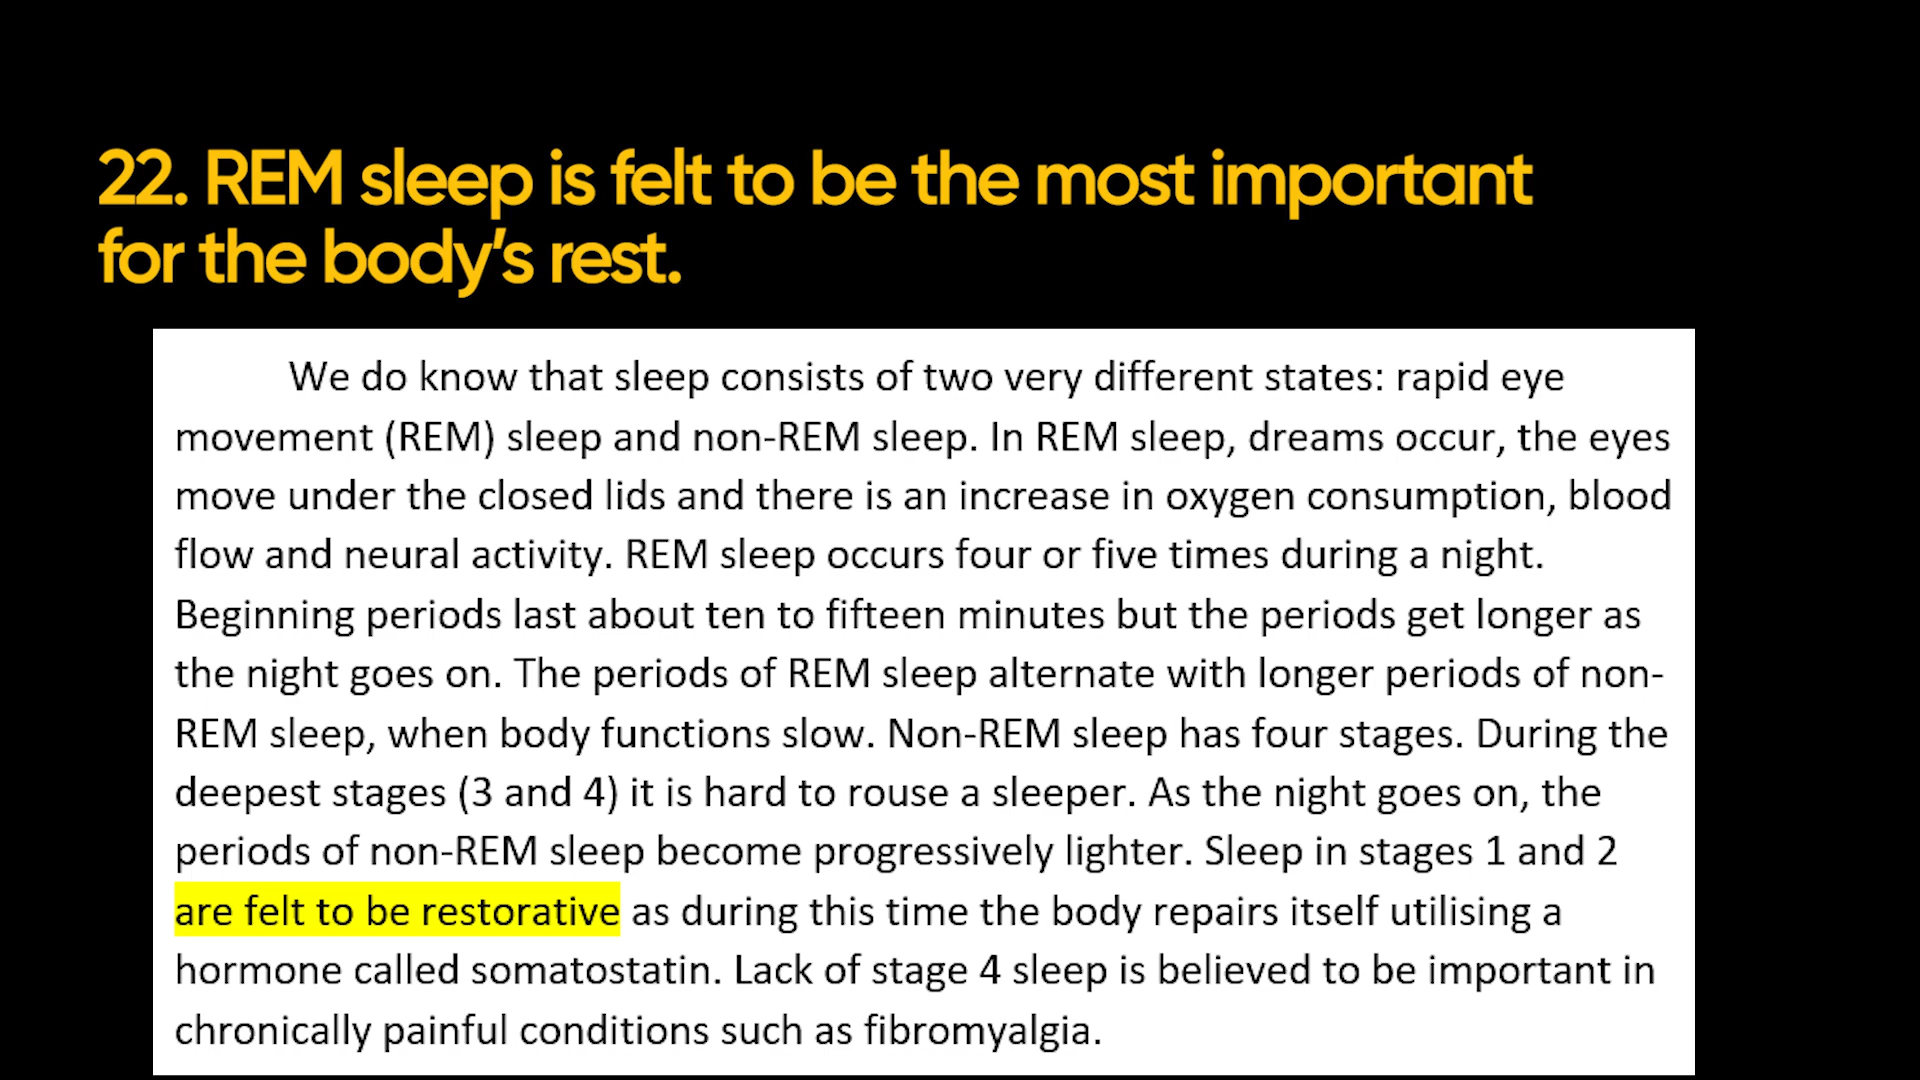 22. REM sleep is felt to be the most important
for the body’s rest.
We do know that sleep consists of two very different states: rapid eye
movement (REM) sleep and non-REM sleep. In REM sleep, dreams occur, the eyes
move under the closed lids and there is an increase in oxygen consumption, blood
flow and neural activity. REM sleep occurs four or five times during a night.
Beginning periods last about ten to fifteen minutes but the periods get longer as
the night goes on. The periods of REM sleep alternate with longer periods of non-
REM sleep, when body functions slow. Non-REM sleep has four stages. During the
deepest stages (3 and 4) it is hard to rouse a sleeper. As the night goes on, the
periods of non-REM sleep become progressively lighter. Sleep in stages 1 and 2
are felt to be restorative as during this time the body repairs itself utilising a
hormone called somatostatin. Lack of stage 4 sleep is believed to be important in
chronically painful conditions such as fibromyalgia.